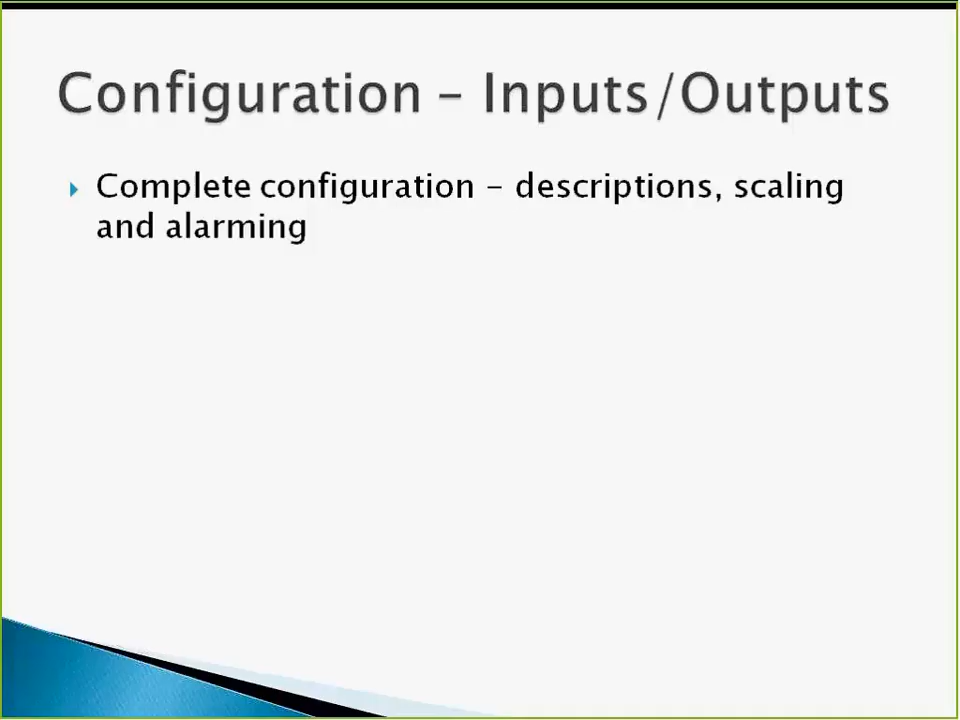 Configuration – Inputs/Outputs
Complete configuration – descriptions, scaling
and alarming